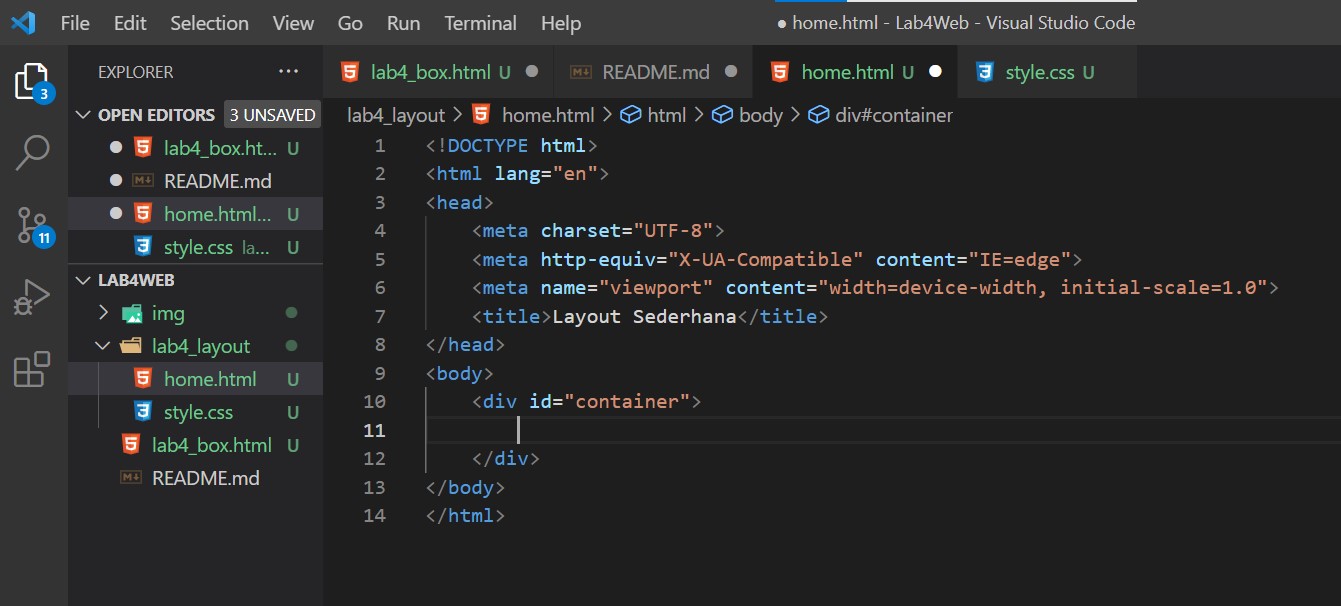 File Edit Selection View Go Run Terminal Help ● home.html - Lab4Web - Visual Studio Code
EXPLORER ···
lab4_box.html U ● README.md ● home.html U ● style.css U
3
OPEN EDITORS 3 UNSAVED
lab4_layout > home.html > html > body > div#container
● lab4_box.ht... U
● README.md
● home.html... U
style.css la... U
11
LAB4WEB
img
lab4_layout
home.html U
style.css U
lab4_box.html U
README.md
1 <!DOCTYPE html>
2 <html lang="en">
3 <head>
4 <meta charset="UTF-8">
5 <meta http-equiv="X-UA-Compatible" content="IE=edge">
6 <meta name="viewport" content="width=device-width, initial-scale=1.0">
7 <title>Layout Sederhana</title>
8 </head>
9 <body>
10 <div id="container">
11
12 </div>
13 </body>
14 </html>